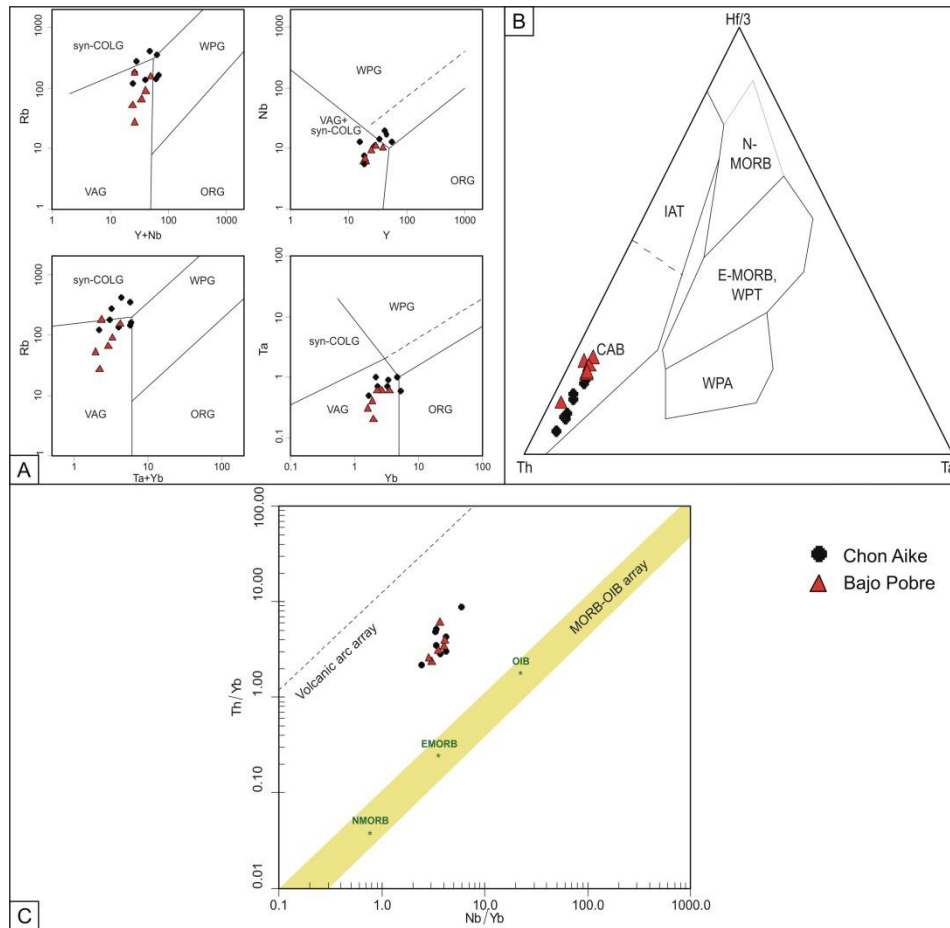 A
1000
100
10
1
Rb
syn-COLG
WPG
VAG
ORG
1
10
100
1000
Y+Nb
1000
100
10
1
Nb
WPG
VAG+
syn-COLG
ORG
1
10
100
1000
Y
1000
100
10
1
Rb
syn-COLG
WPG
VAG
ORG
1
10
100
Ta+Yb
100
10
1
0.1
Ta
WPG
syn-COLG
VAG
ORG
0.1
1
10
100
Yb
B
Hf/3
N-
MORB
IAT
E-MORB,
WPT
CAB
WPA
Th
Ta
C
100.00
10.00
1.00
0.10
0.01
Th/Yb
Volcanic arc array
MORB-OIB array
OIB
EMORB
*
NMORB
*
*
0.1
1.0
10.0
100.0
1000.0
Nb/Yb
Chon Aike
Bajo Pobre